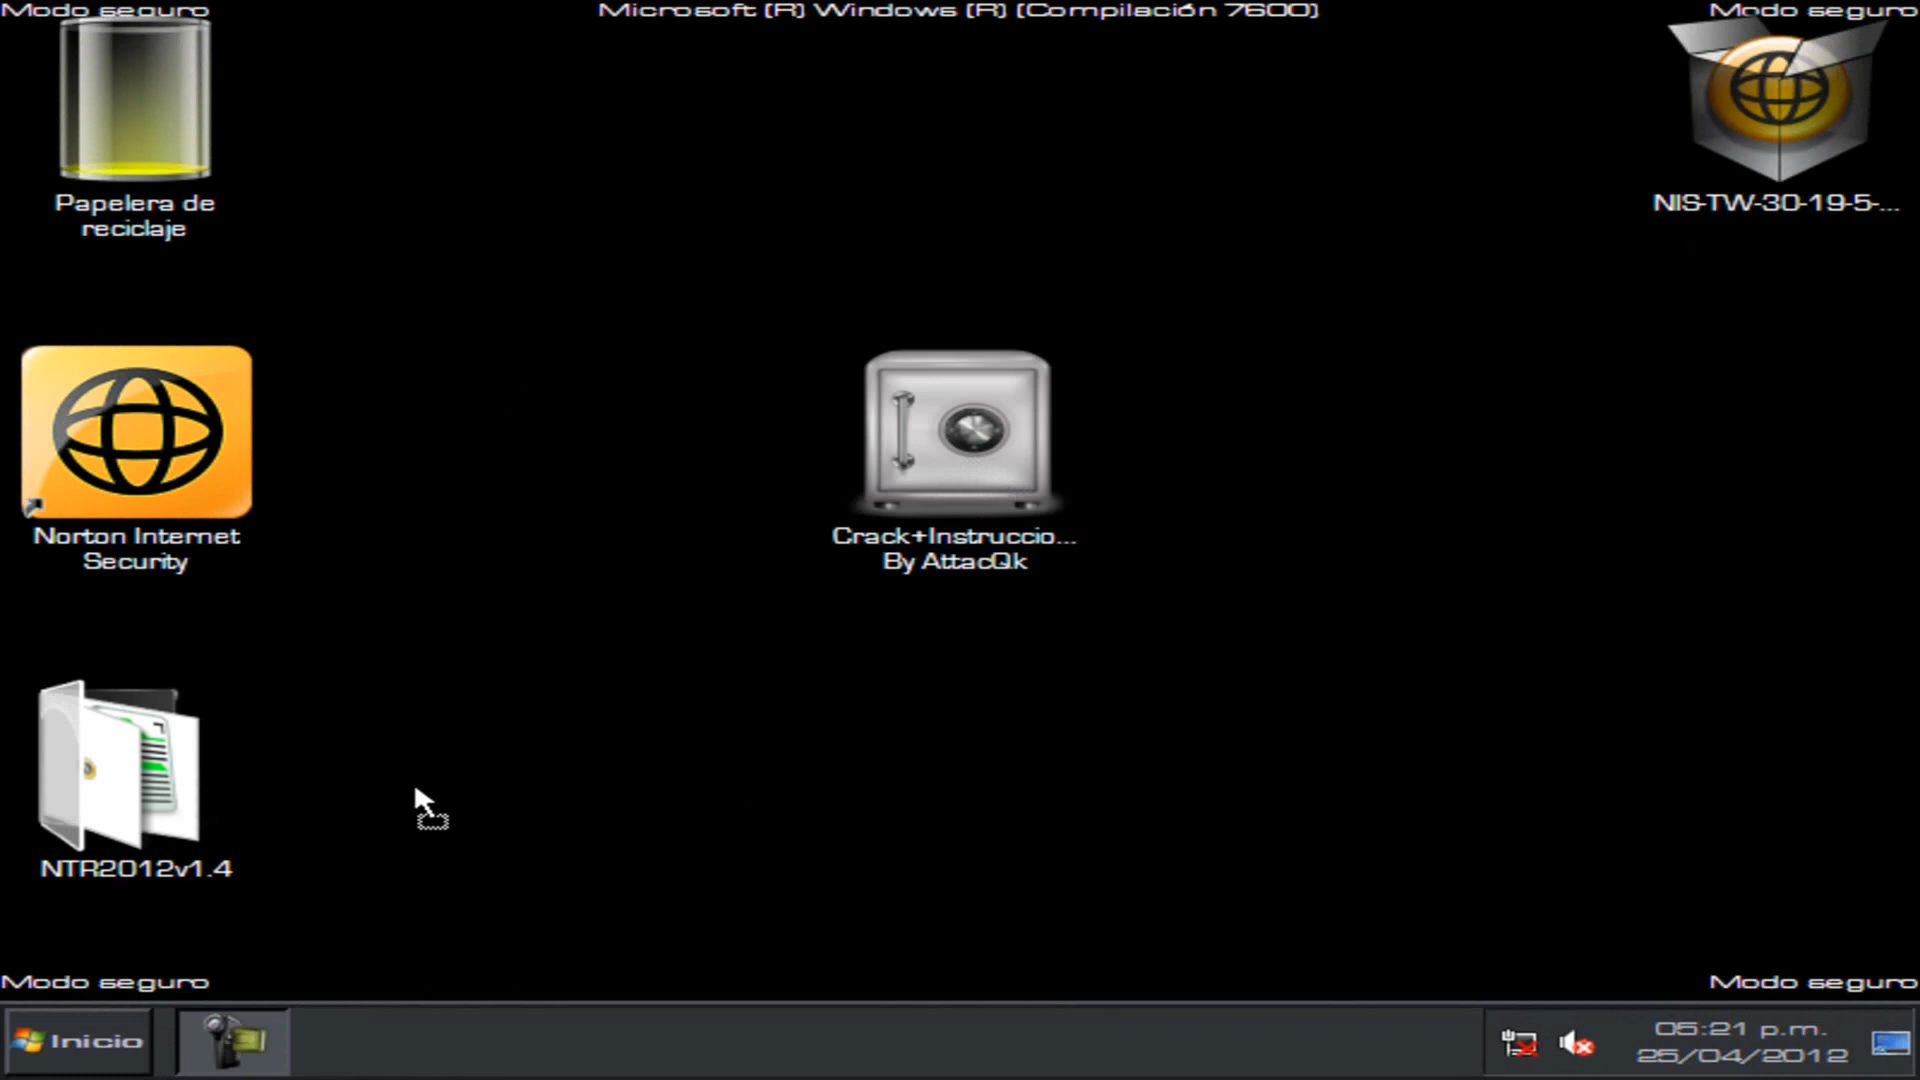 Modo seguro
Microsoft (R) Windows (R) (Compilación 7600)
Modo seguro
Papelera de
reciclaje
NIS-TW-30-19-5-...
Norton Internet
Security
Crack+Instruccio...
By AttacQk
NTR2012v1.4
Modo seguro
Modo seguro
Inicio
05:21 p.m.
25/04/2012